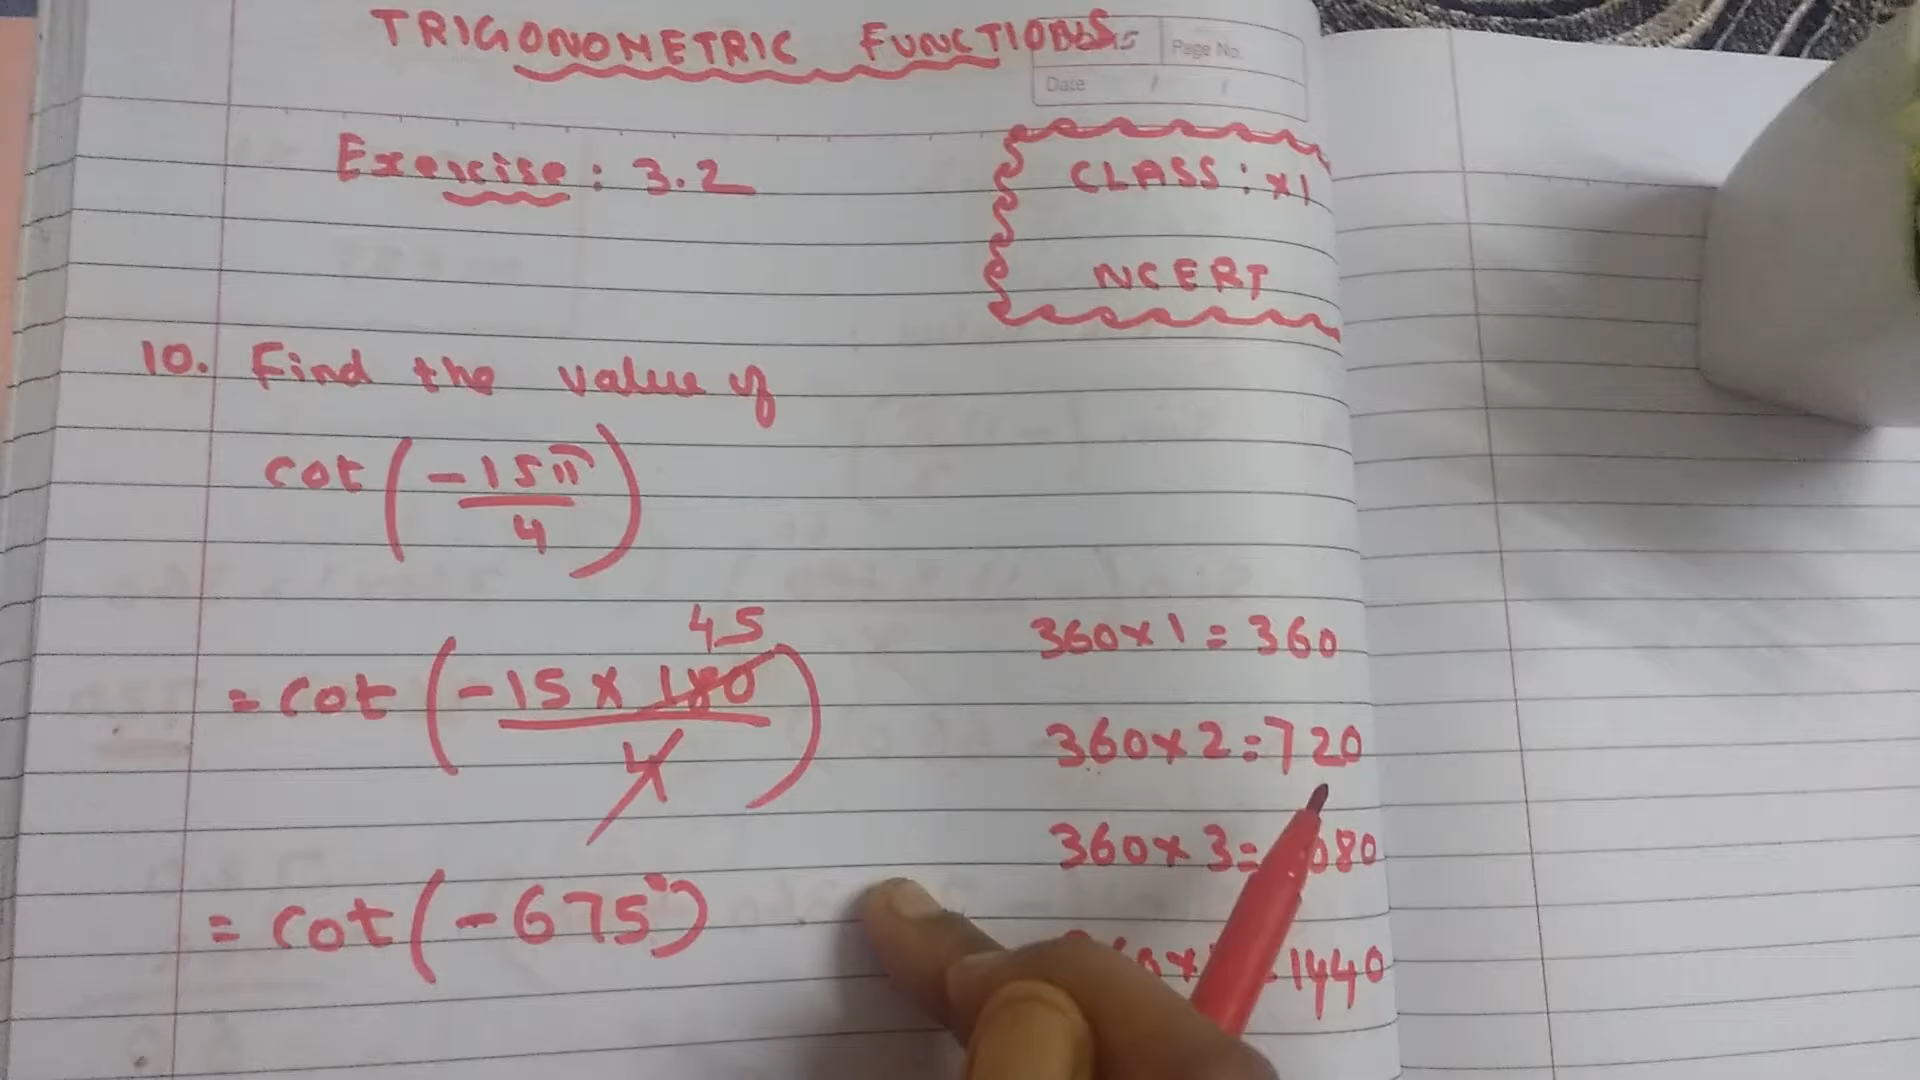 TRIGONOMETRIC FUNCTIONS
Page No.
Date / /
Exercise : 3.2
CLASS : XI
NCERT
10. Find the value of
cot(-15π/4)
45
= cot(-15 × 180/4)
= cot(-675°)
360×1=360
360×2=720
360×3= 080
=1440